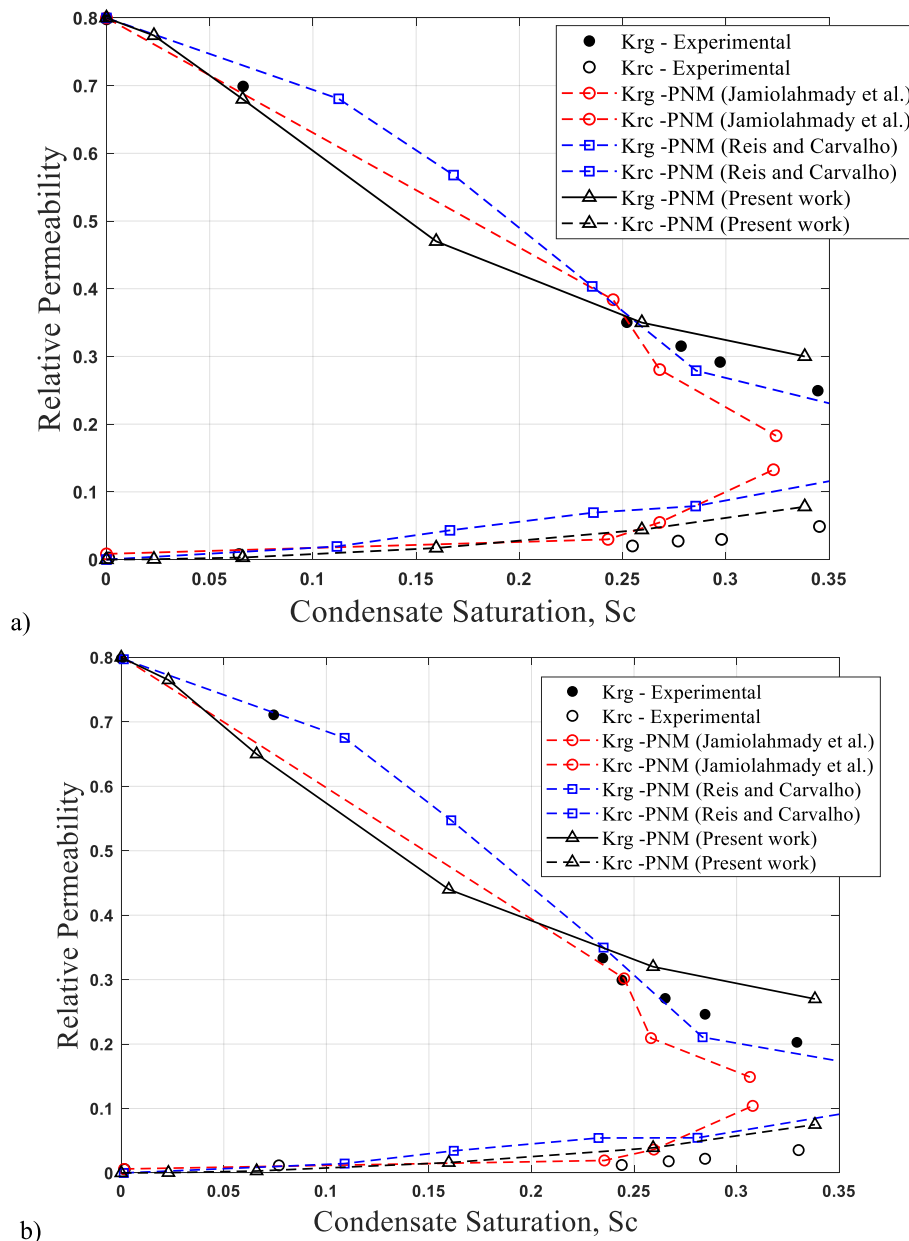 0.8
0.7
0.6
0.5
0.4
0.3
0.2
0.1
0
Relative Permeability
Krg - Experimental
Krc - Experimental
Krg -PNM (Jamiolahmady et al.)
Krc -PNM (Jamiolahmady et al.)
Krg -PNM (Reis and Carvalho)
Krc -PNM (Reis and Carvalho)
Krg -PNM (Present work)
Krc -PNM (Present work)
0 0.05 0.1 0.15 0.2 0.25 0.3 0.35
Condensate Saturation, Sc
a)
0.8
0.7
0.6
0.5
0.4
0.3
0.2
0.1
0
Relative Permeability
Krg - Experimental
Krc - Experimental
Krg -PNM (Jamiolahmady et al.)
Krc -PNM (Jamiolahmady et al.)
Krg -PNM (Reis and Carvalho)
Krc -PNM (Reis and Carvalho)
Krg -PNM (Present work)
Krc -PNM (Present work)
0 0.05 0.1 0.15 0.2 0.25 0.3 0.35
Condensate Saturation, Sc
b)